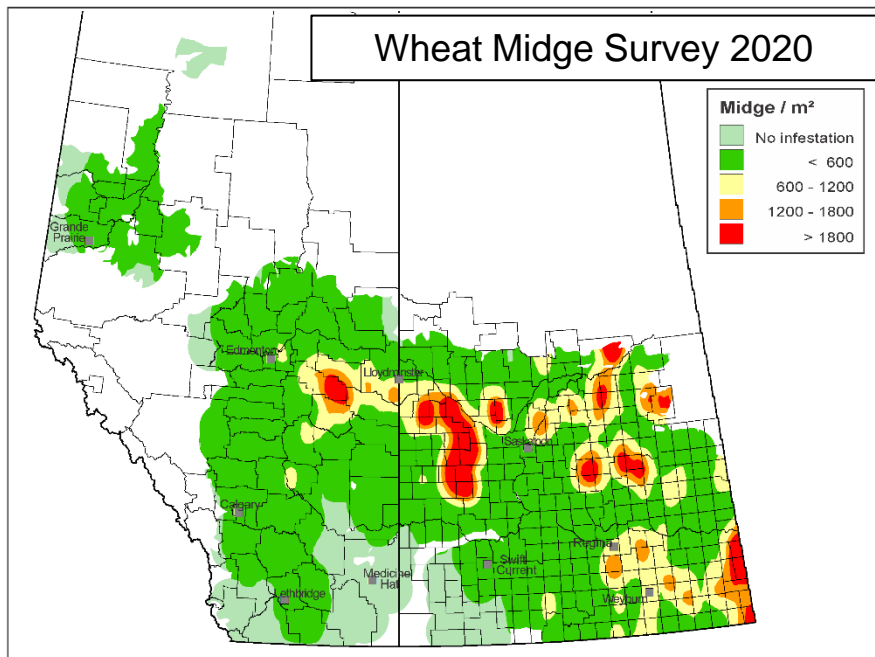 Wheat Midge Survey 2020
Midge / m²
No infestation
< 600
600 - 1200
1200 - 1800
> 1800
Grande
Prairie
Edmonton
Lloydminster
Saskatoon
Calgary
Regina
Swift
Current
Medicine
Hat
ethbridge
Weyburn